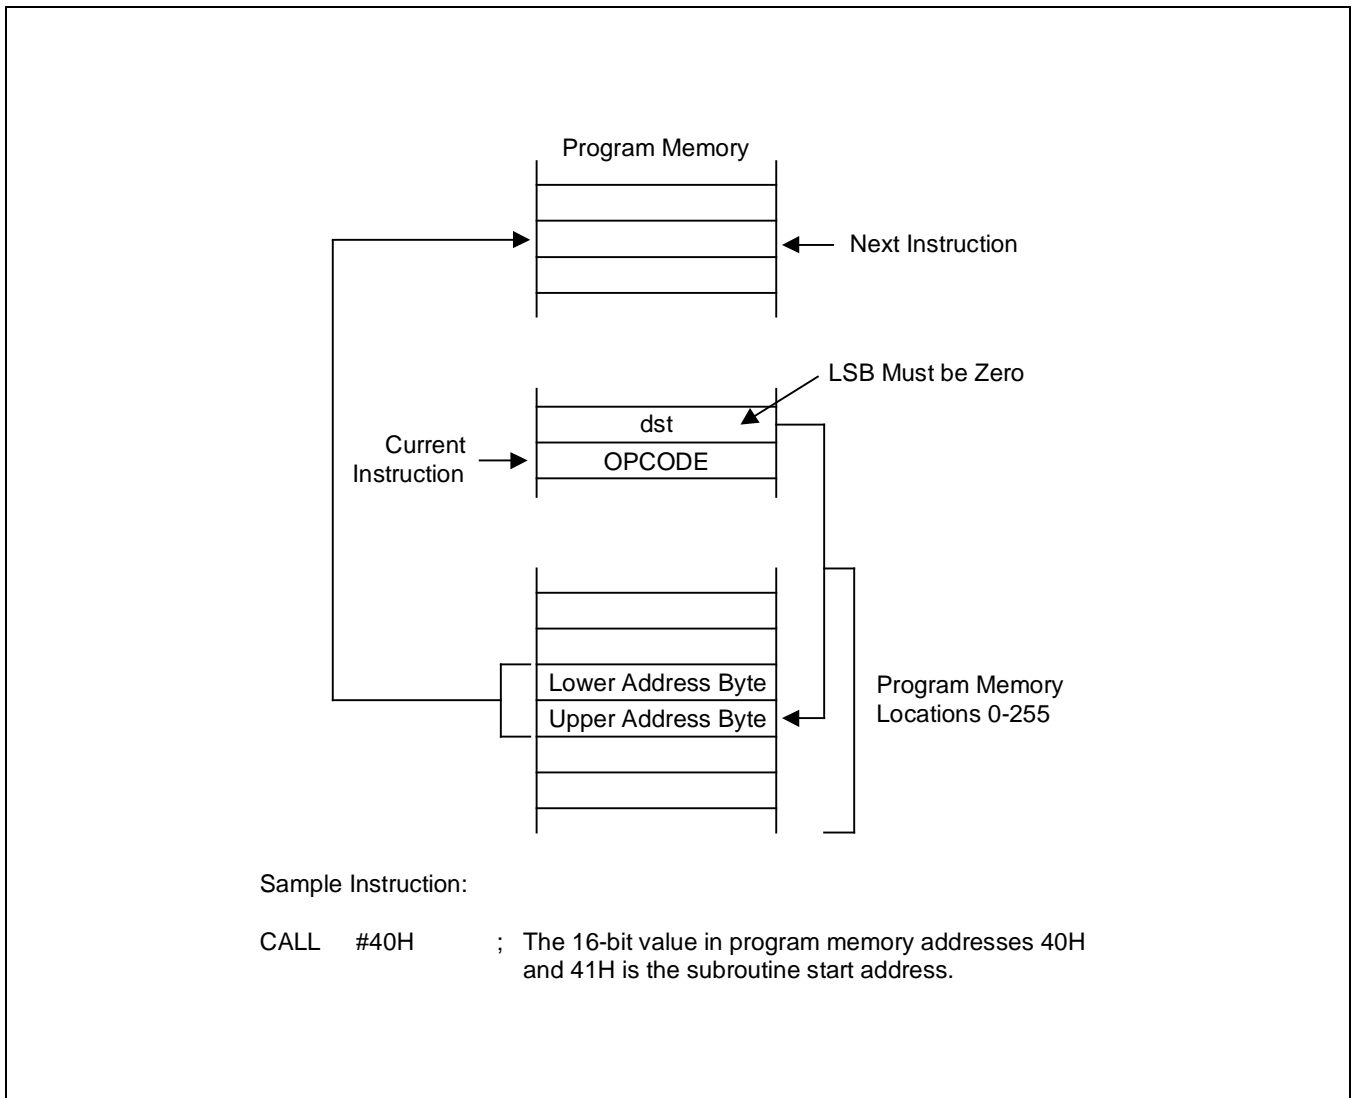 Program Memory
Next Instruction
LSB Must be Zero
dst
Current
Instruction
OPCODE
Lower Address Byte
Upper Address Byte
Program Memory
Locations 0-255
Sample Instruction:
CALL #40H ; The 16-bit value in program memory addresses 40H
and 41H is the subroutine start address.